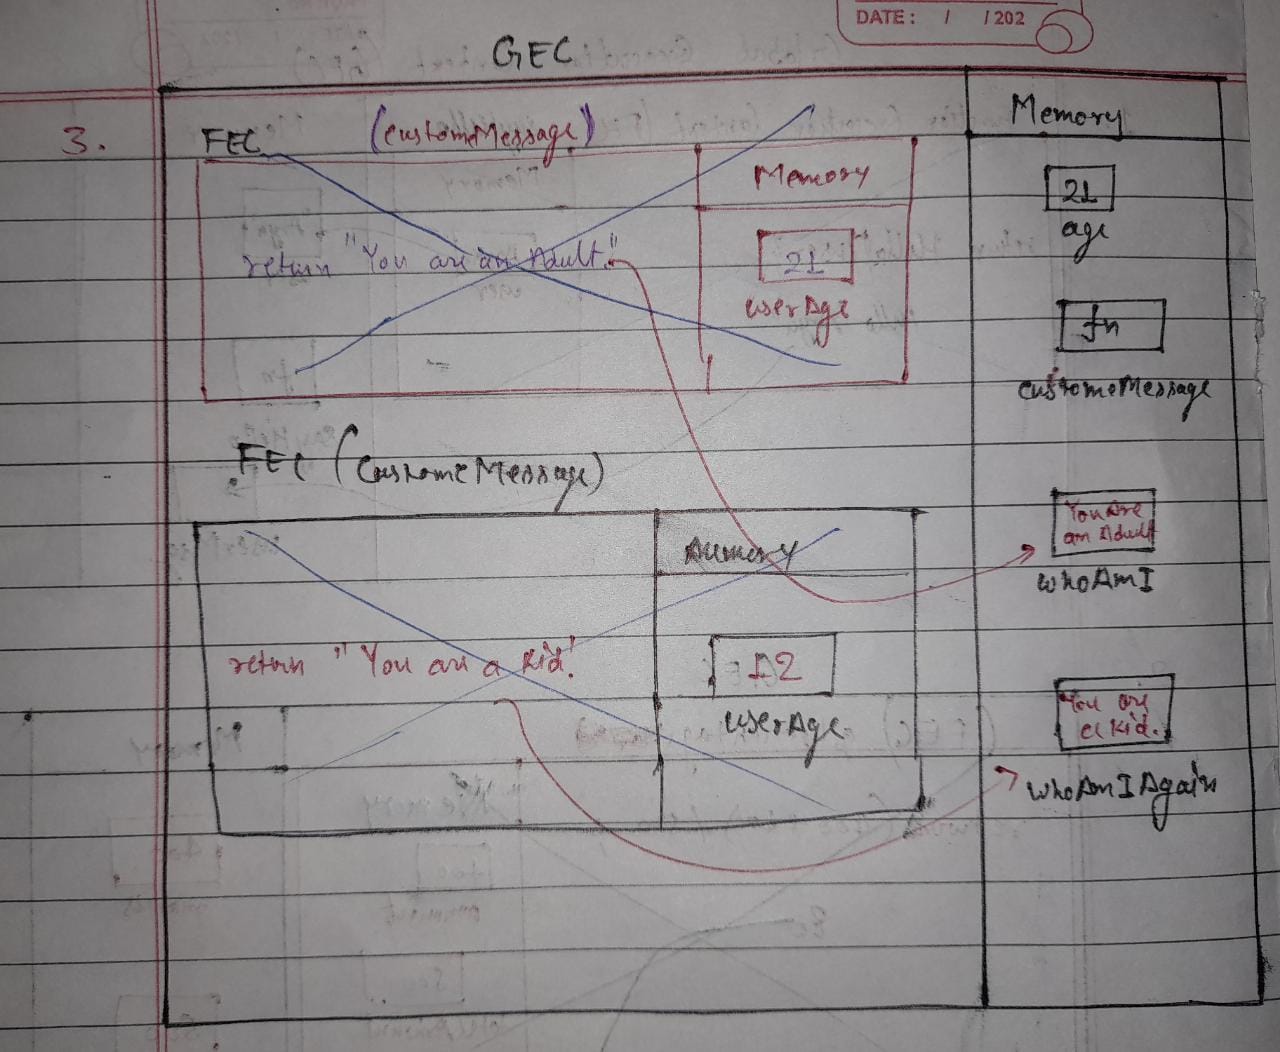 DATE: / /202
GEC
3.
FEC (customeMessage)
Memory
Memory
21
age
return "You are an Adult."
21
userAge
fn
customeMessage
FEC (CustomeMessage)
You Are
an Adult
whoAmI
Memory
return "You are a kid."
12
userAge
You are
a kid.
whoAmIAgain